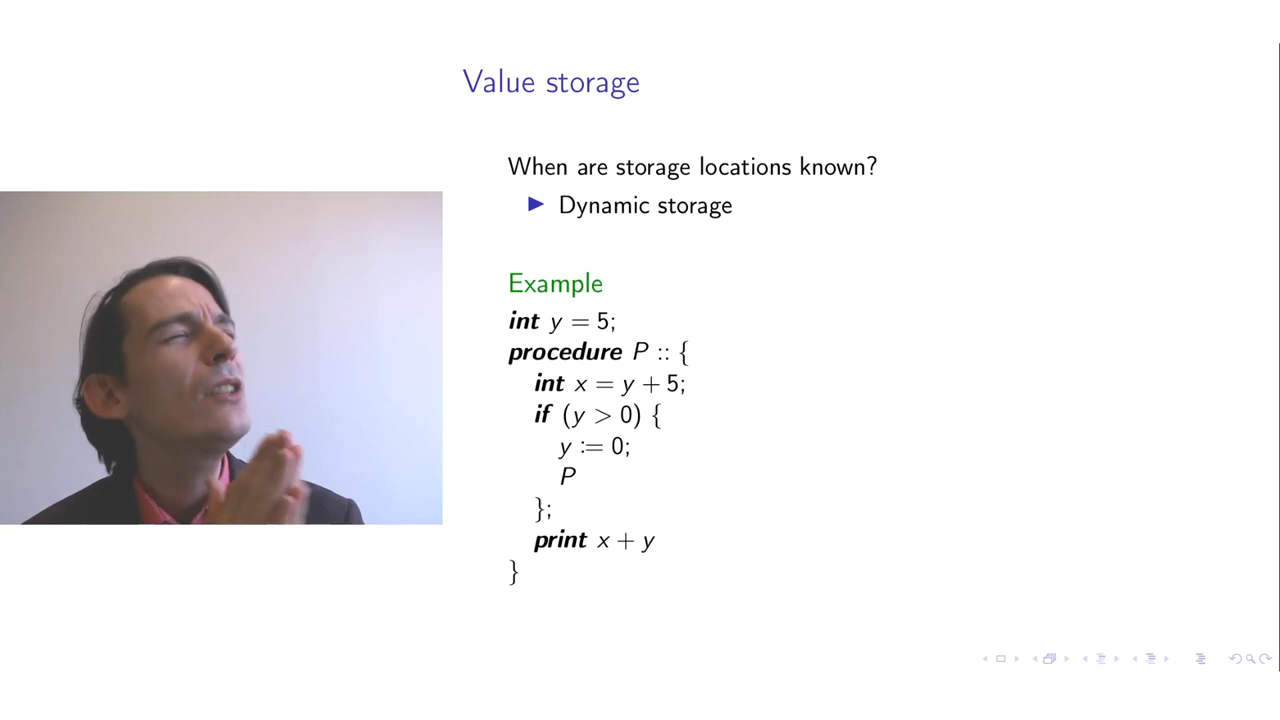 Value storage
When are storage locations known?
▶ Dynamic storage
Example
int y = 5;
procedure P :: {
int x = y + 5;
if (y > 0) {
y := 0;
P
};
print x + y
}